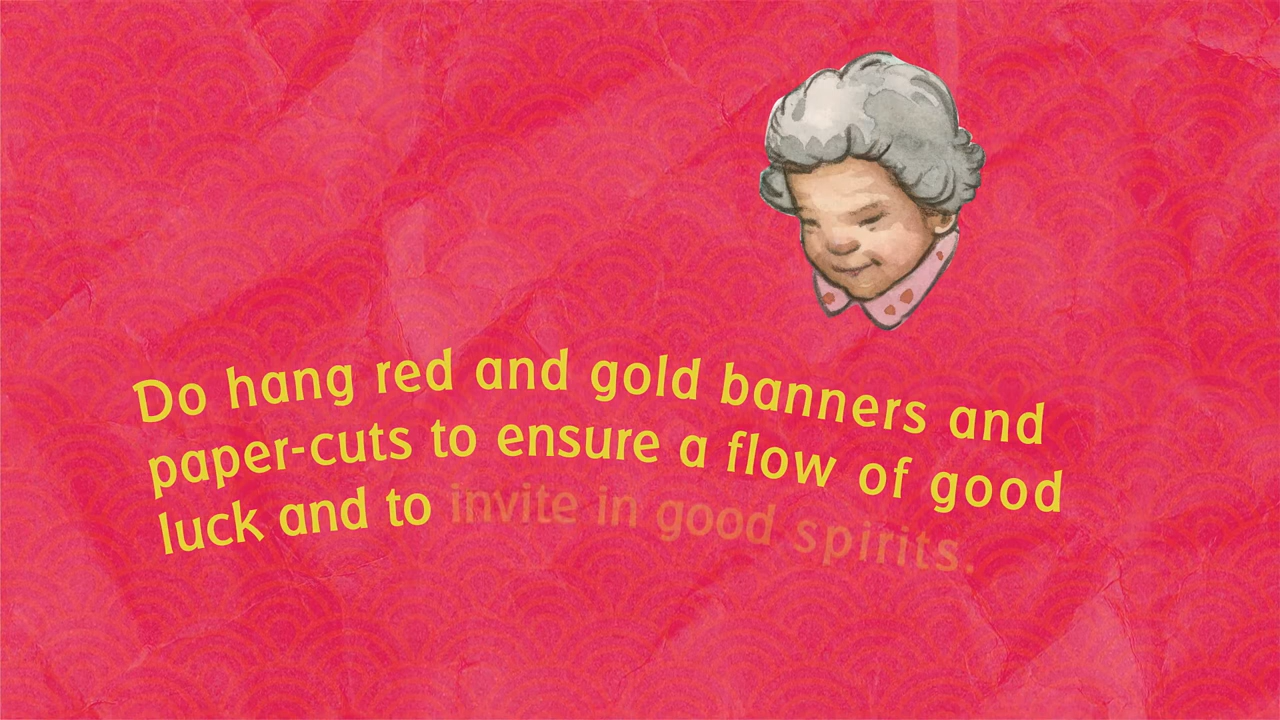 Do hang red and gold banners and
paper-cuts to ensure a flow of good
luck and to invite in good spirits.